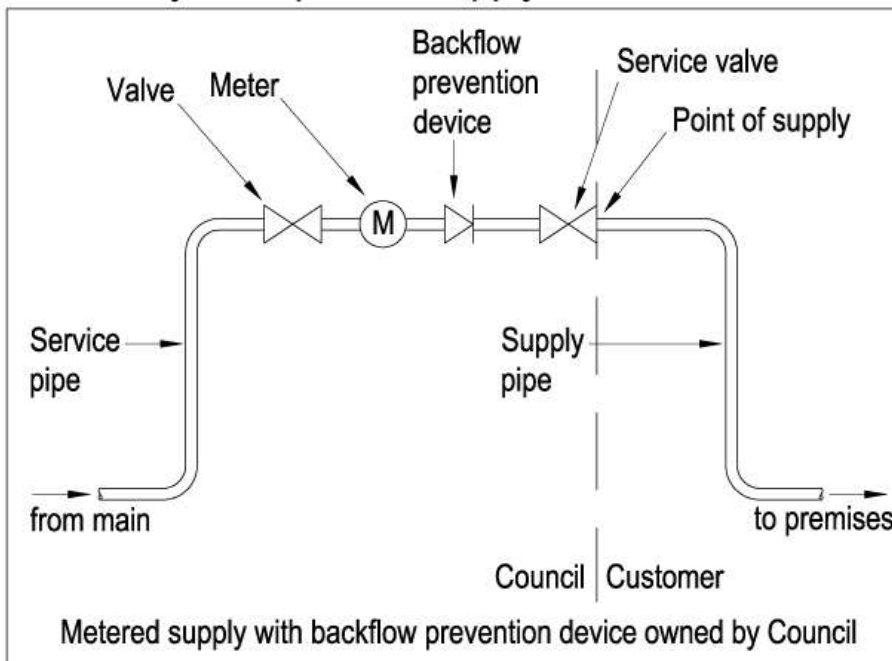 Backflow
prevention
device
Service valve
Valve
Meter
Point of supply
M
Service
pipe
Supply
pipe
from main
to premises
Council
Customer
Metered supply with backflow prevention device owned by Council